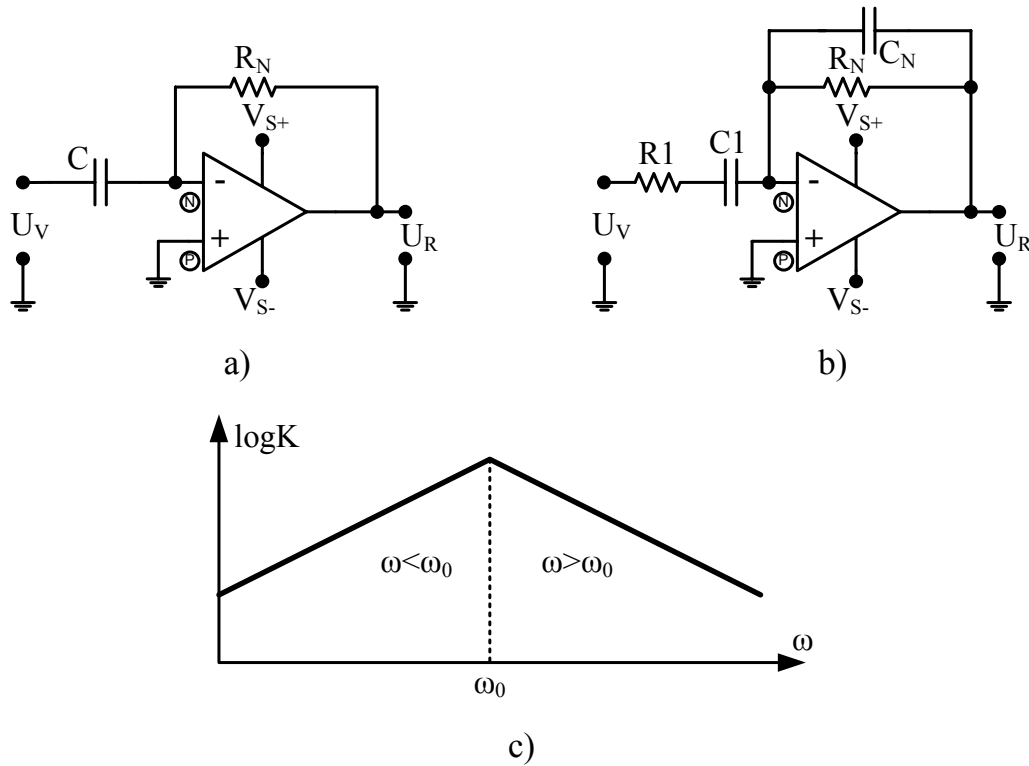 R_N
V_S+
C
-
N
U_V
+
P
U_R
V_S-
a)
C_N
R_N
V_S+
R1
C1
-
N
U_V
+
P
U_R
V_S-
b)
logK
ω<ω_0
ω>ω_0
ω
ω_0
c)